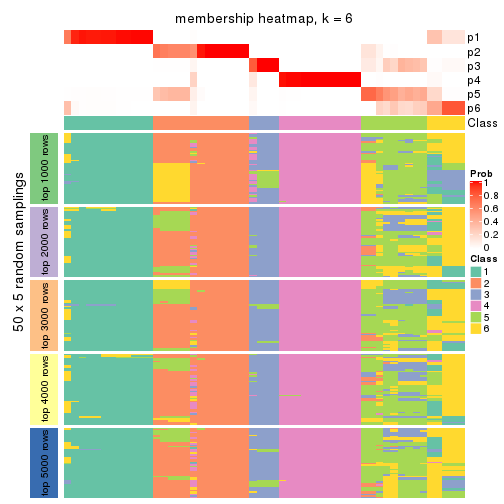 membership heatmap, k = 6
p1
p2
p3
p4
p5
p6
Class
50 x 5 random samplings
top 1000 rows
top 2000 rows
top 3000 rows
top 4000 rows
top 5000 rows
Prob
1
0.8
0.6
0.4
0.2
0
Class
1
2
3
4
5
6